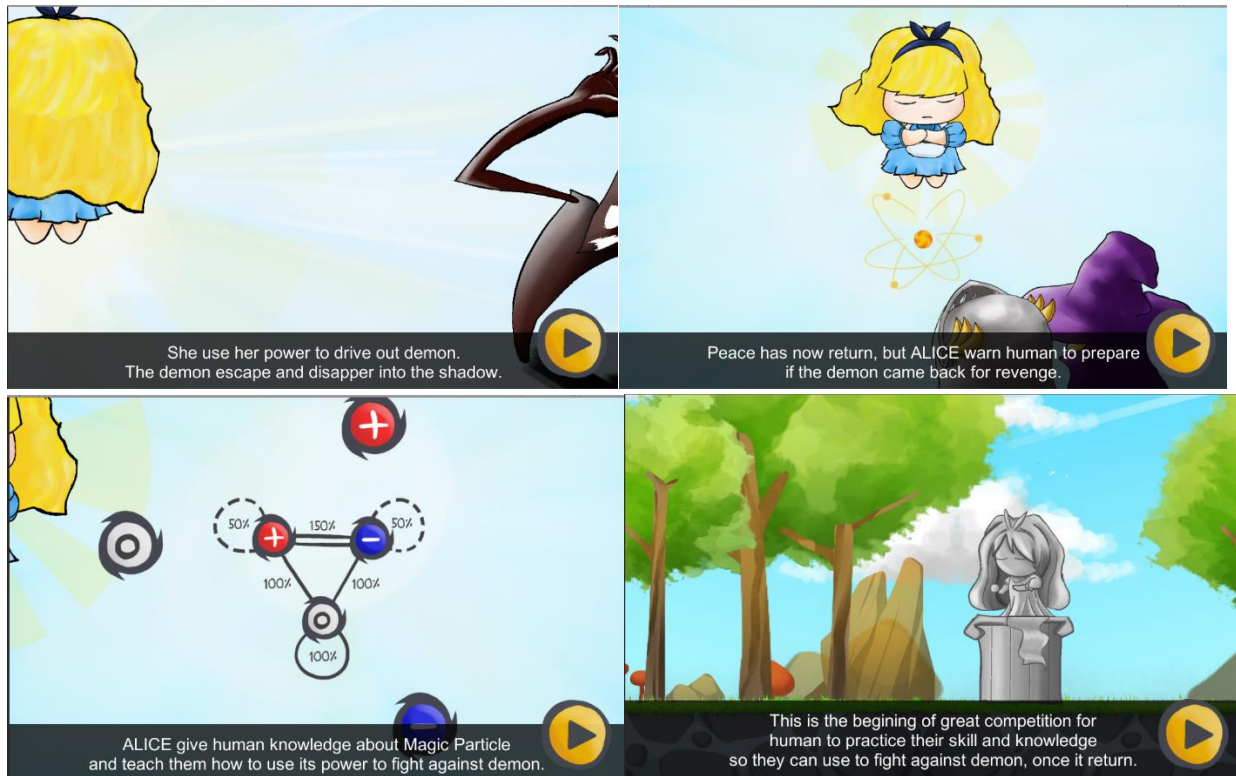 She use her power to drive out demon.
The demon escape and disapper into the shadow.
Peace has now return, but ALICE warn human to prepare
if the demon came back for revenge.
+
50%
150%
50%
+
-
100%
100%
100%
-
ALICE give human knowledge about Magic Particle
and teach them how to use its power to fight against demon.
This is the begining of great competition for
human to practice their skill and knowledge
so they can use to fight against demon, once it return.